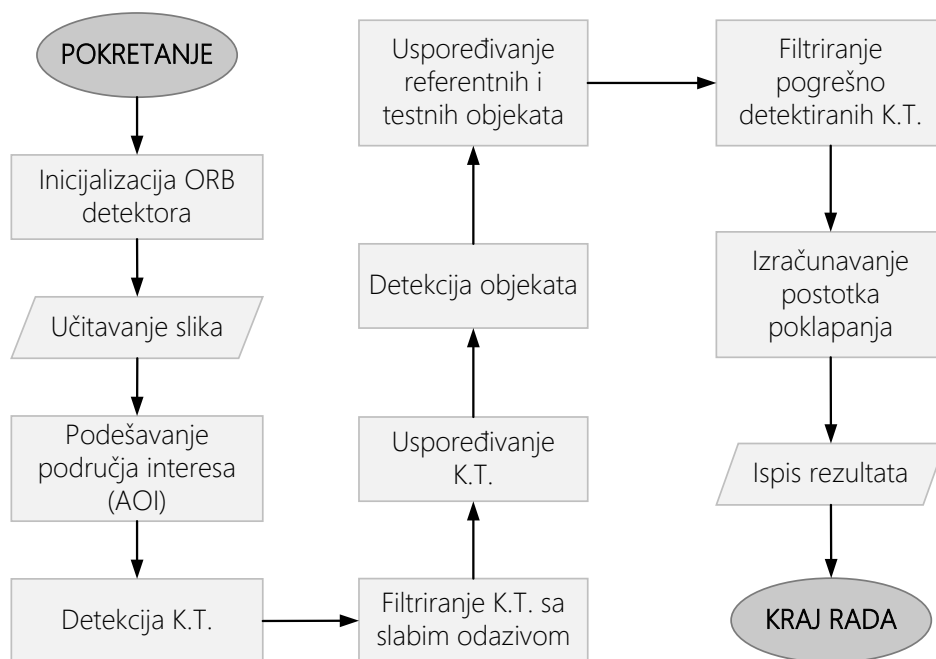 POKRETANJE
Inicijalizacija ORB
detektora
Učitavanje slika
Podešavanje
područja interesa
(AOI)
Detekcija K.T.
Filtriranje K.T. sa
slabim odazivom
Uspoređivanje
K.T.
Detekcija objekata
Uspoređivanje
referentnih i
testnih objekata
Filtriranje
pogrešno
detektiranih K.T.
Izračunavanje
postotka
poklapanja
Ispis rezultata
KRAJ RADA